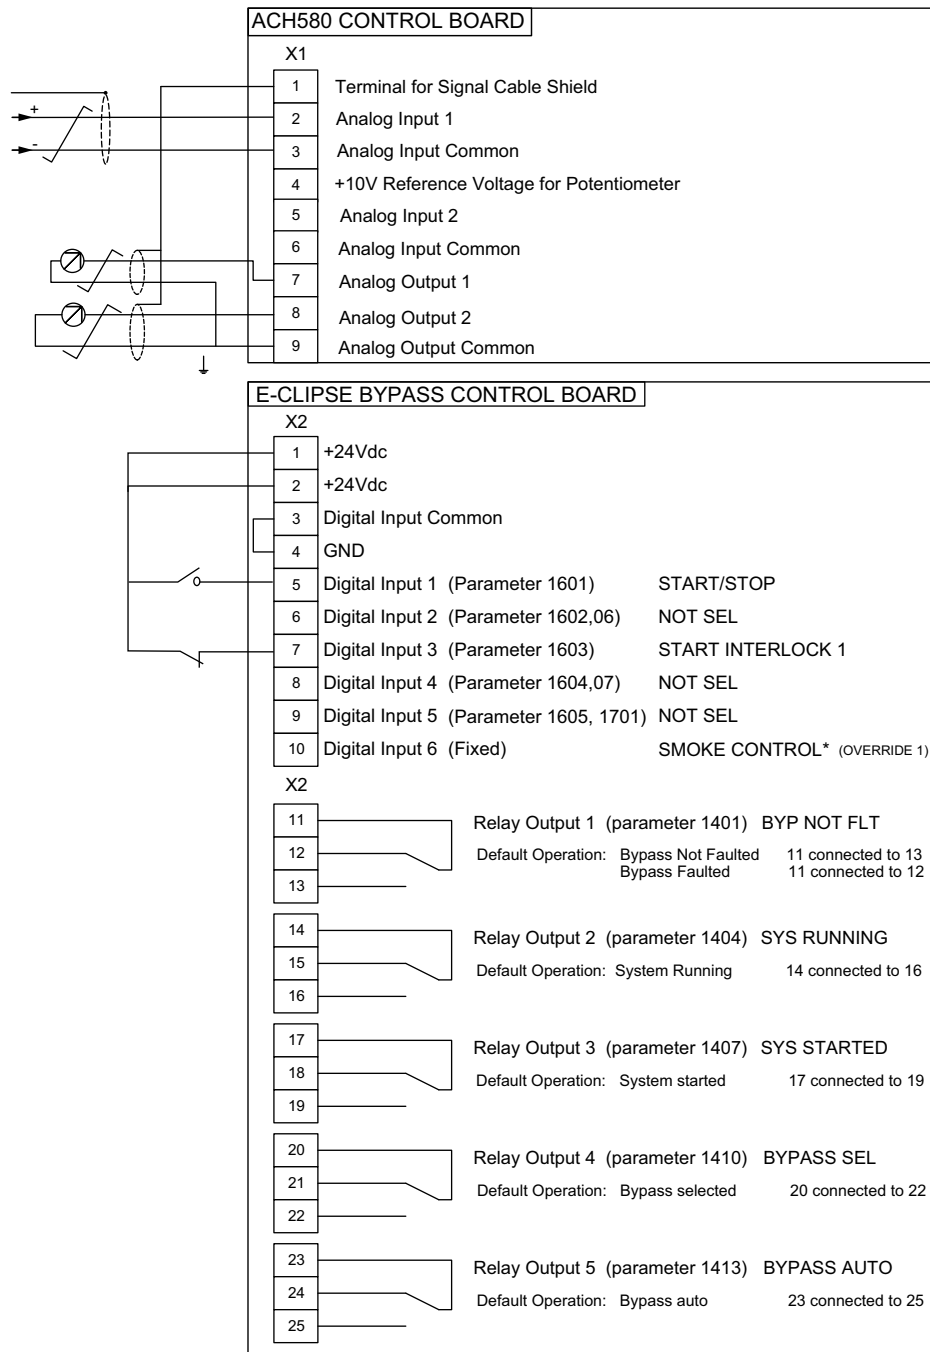 ACH580 CONTROL BOARD
X1
1 Terminal for Signal Cable Shield
+ 2 Analog Input 1
- 3 Analog Input Common
4 +10V Reference Voltage for Potentiometer
5 Analog Input 2
6 Analog Input Common
7 Analog Output 1
8 Analog Output 2
9 Analog Output Common
E-CLIPSE BYPASS CONTROL BOARD
X2
1 +24Vdc
2 +24Vdc
3 Digital Input Common
4 GND
5 Digital Input 1 (Parameter 1601) START/STOP
6 Digital Input 2 (Parameter 1602,06) NOT SEL
7 Digital Input 3 (Parameter 1603) START INTERLOCK 1
8 Digital Input 4 (Parameter 1604,07) NOT SEL
9 Digital Input 5 (Parameter 1605, 1701) NOT SEL
10 Digital Input 6 (Fixed) SMOKE CONTROL* (OVERRIDE 1)
X2
11 Relay Output 1 (parameter 1401) BYP NOT FLT
12 Default Operation: Bypass Not Faulted 11 connected to 13
Bypass Faulted 11 connected to 12
13
14 Relay Output 2 (parameter 1404) SYS RUNNING
15 Default Operation: System Running 14 connected to 16
16
17 Relay Output 3 (parameter 1407) SYS STARTED
18 Default Operation: System started 17 connected to 19
19
20 Relay Output 4 (parameter 1410) BYPASS SEL
21 Default Operation: Bypass selected 20 connected to 22
22
23 Relay Output 5 (parameter 1413) BYPASS AUTO
24 Default Operation: Bypass auto 23 connected to 25
25